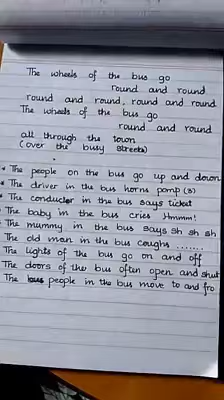 The wheels of the bus go
round and round
round and round, round and round
The wheels of the bus go
round and round
all through the town
(over the busy streets)
* The people on the bus go up and down
* The driver in the bus horns pomp (3)
* The conductor in the bus says ticket
* The baby in the bus cries Hmmm!
* The mummy in the bus says sh sh sh
The old man in the bus coughs .......
The lights of the bus go on and off
The doors of the bus often open and shut
The people in the bus move to and fro